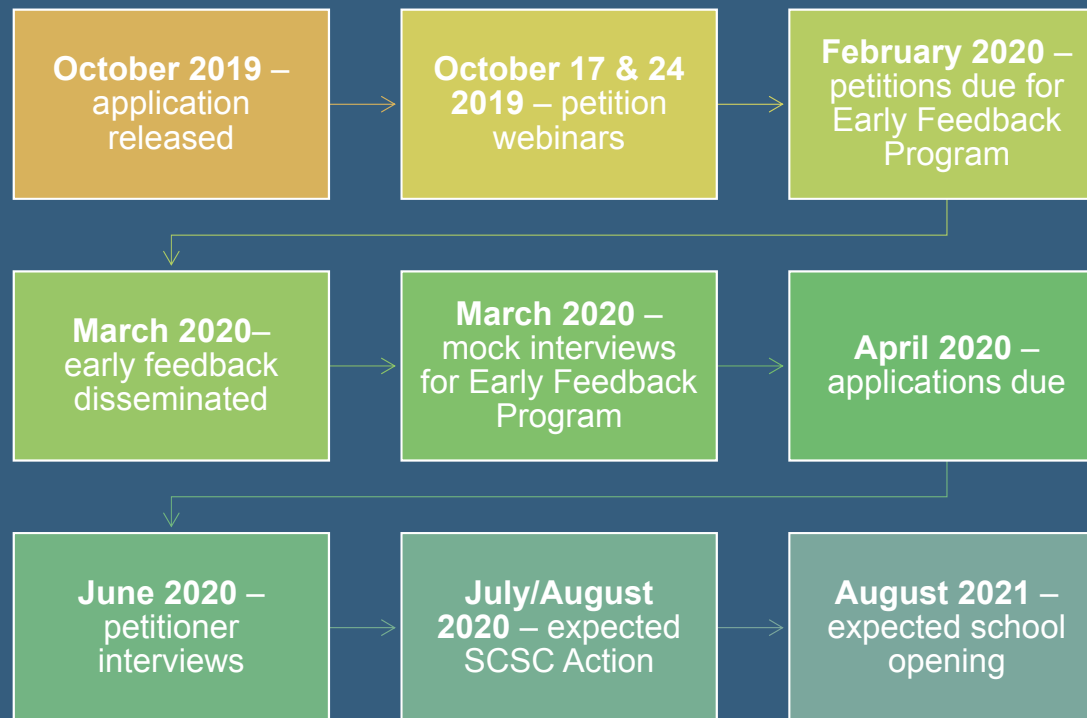 October 2019 –
application
released
October 17 & 24
2019 – petition
webinars
February 2020 –
petitions due for
Early Feedback
Program
March 2020–
early feedback
disseminated
March 2020 –
mock interviews
for Early Feedback
Program
April 2020 –
applications due
June 2020 –
petitioner
interviews
July/August
2020 – expected
SCSC Action
August 2021 –
expected school
opening